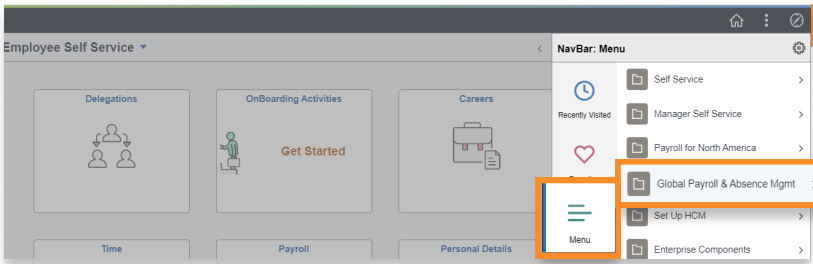 Employee Self Service
NavBar: Menu
Delegations
OnBoarding Activities
Get Started
Careers
Time
Payroll
Personal Details
Recently Visited
Menu
Self Service
Manager Self Service
Payroll for North America
Global Payroll & Absence Mgmt
Set Up HCM
Enterprise Components